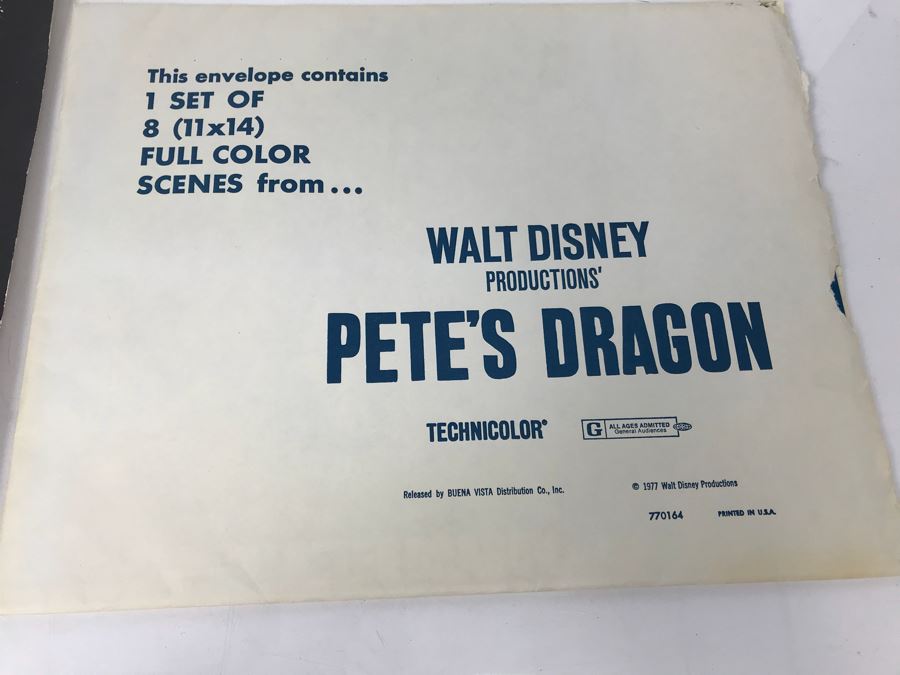 This envelope contains
1 SET OF
8 (11x14)
FULL COLOR
SCENES from...
WALT DISNEY
PRODUCTIONS'
PETE'S DRAGON
TECHNICOLOR®
G ALL AGES ADMITTED
General Audiences
Released by BUENA VISTA Distribution Co., Inc.
© 1977 Walt Disney Productions
770164 PRINTED IN U.S.A.